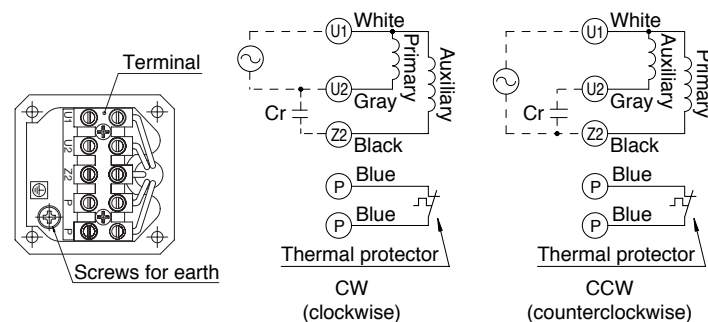 Terminal
U1
U2
Z2
P
P
Screws for earth
U1 White
Primary
Auxiliary
U2
Gray
Cr
Z2
Black
P Blue
P Blue
Thermal protector
CW
(clockwise)
U1 White
Auxiliary
Primary
U2
Gray
Cr
Z2
Black
P Blue
P Blue
Thermal protector
CCW
(counterclockwise)